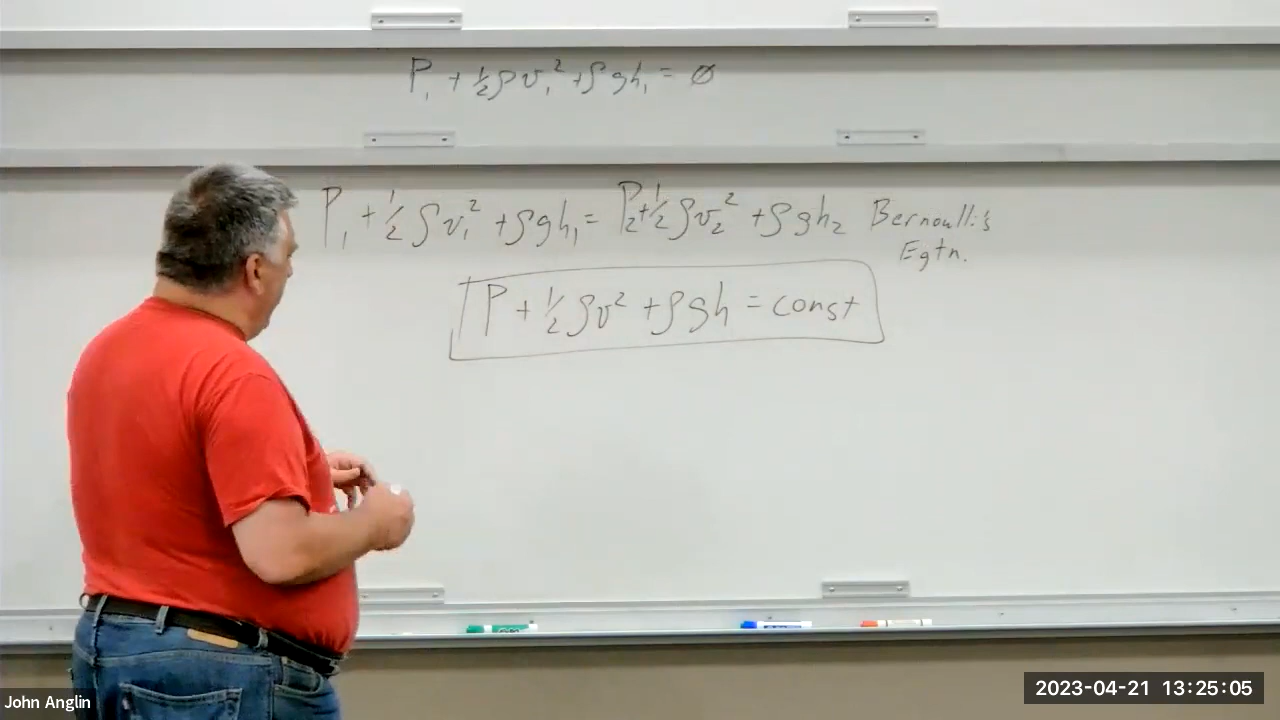 P₁ + ½ρv₁² + ρgh₁ = ∅
P₁ + ½ρv₁² + ρgh₁ = P₂ + ½ρv₂² + ρgh₂ Bernoulli's
Eqtn.
P + ½ρv² + ρgh = const
John Anglin
2023-04-21 13:25:05